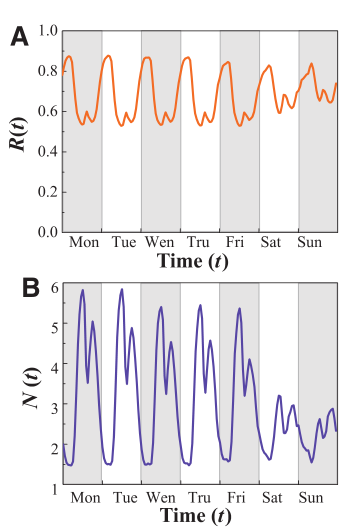 A
1.0
0.8
0.6
0.4
0.2
0.0
R(t)
Mon Tue Wen Tru Fri Sat Sun
Time (t)
B
6
5
4
3
2
1
N (t)
Mon Tue Wen Tru Fri Sat Sun
Time (t)